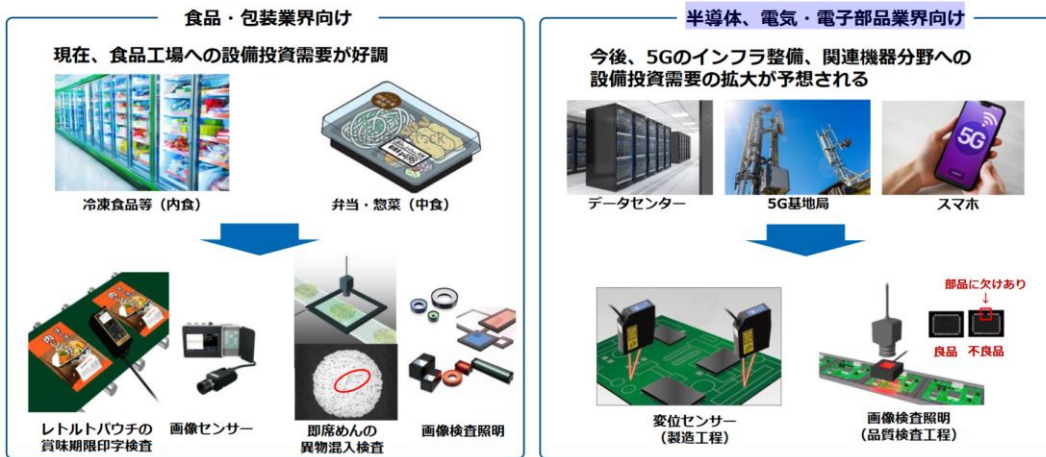 食品・包装業界向け
現在、食品工場への設備投資需要が好調
冷凍食品等（内食）
弁当・惣菜（中食）
レトルトパウチの
賞味期限印字検査
画像センサー
即席めんの
異物混入検査
画像検査照明
半導体、電気・電子部品業界向け
今後、5Gのインフラ整備、関連機器分野への
設備投資需要の拡大が予想される
5G
データセンター
5G基地局
スマホ
変位センサー
（製造工程）
部品に欠けあり
↓
良品
不良品
画像検査照明
（品質検査工程）